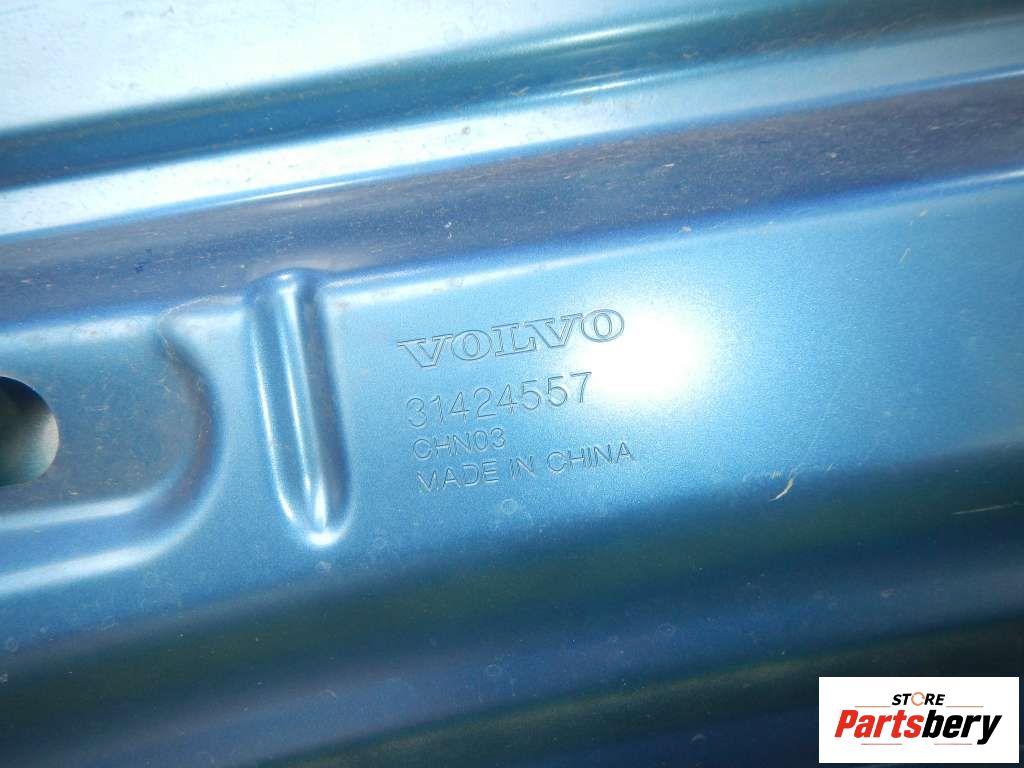 VOLVO
31424557
CHN03
MADE IN CHINA
STORE
Partsbery